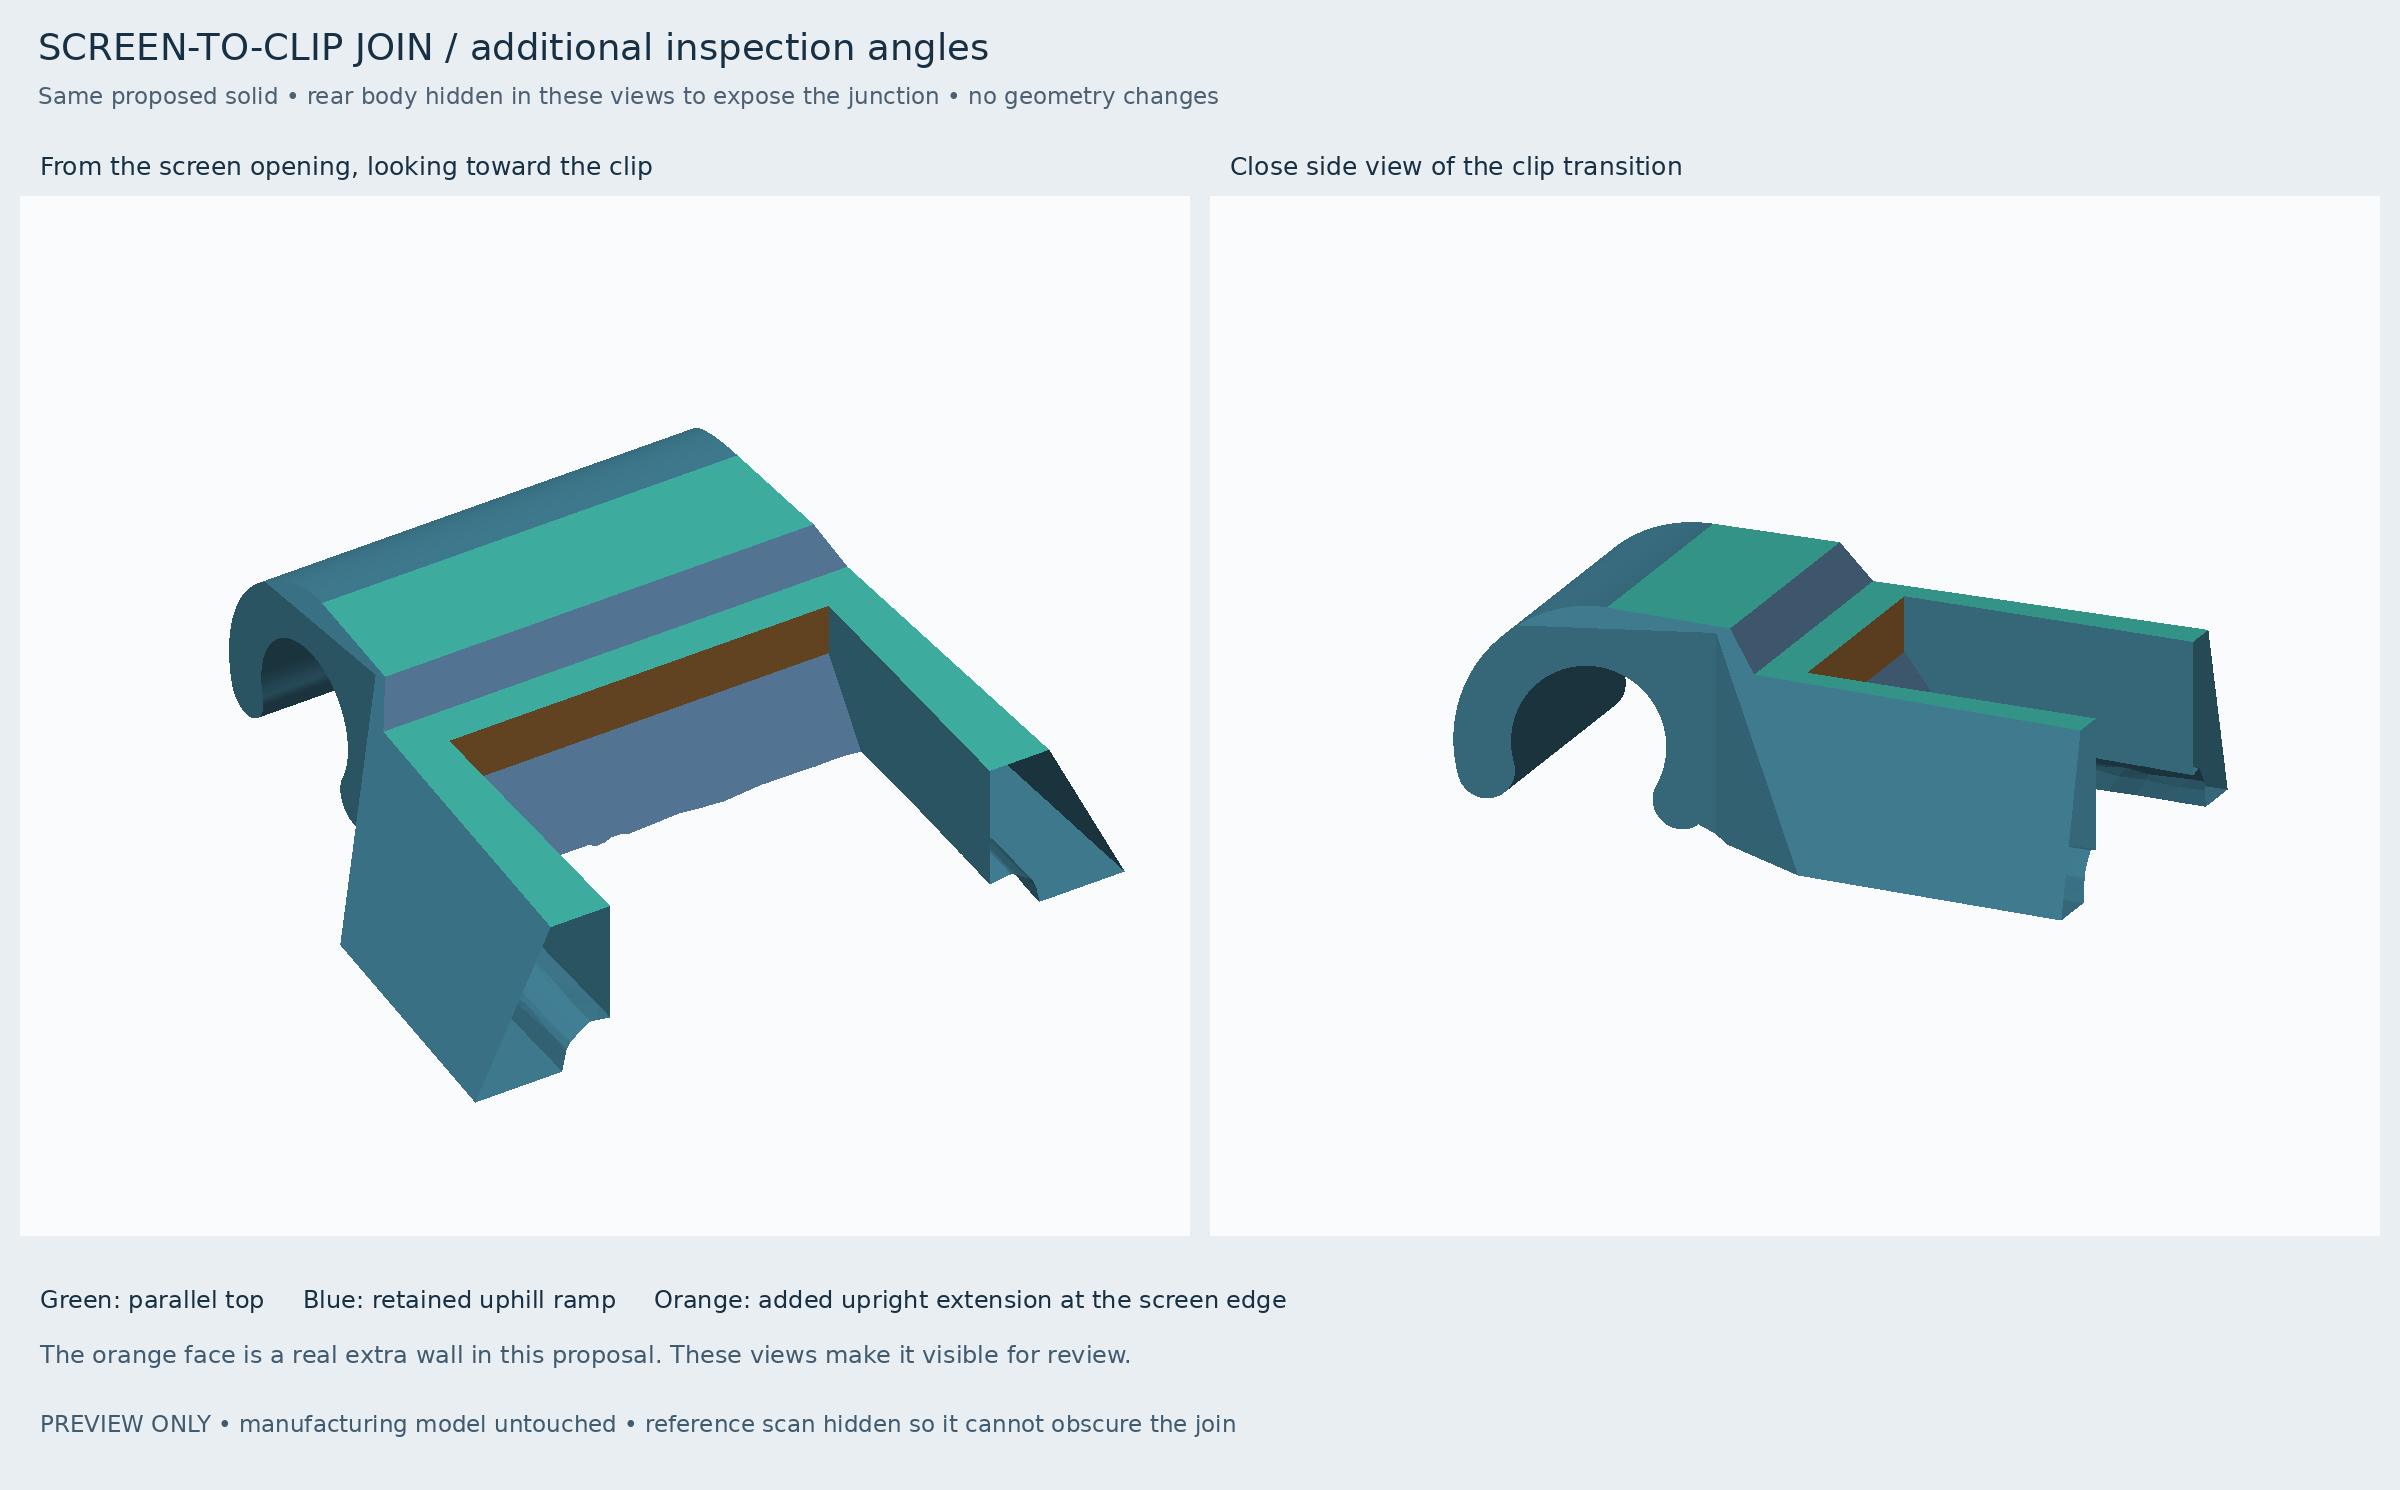 SCREEN-TO-CLIP JOIN / additional inspection angles
Same proposed solid • rear body hidden in these views to expose the junction • no geometry changes
From the screen opening, looking toward the clip
Close side view of the clip transition
Green: parallel top Blue: retained uphill ramp Orange: added upright extension at the screen edge
The orange face is a real extra wall in this proposal. These views make it visible for review.
PREVIEW ONLY • manufacturing model untouched • reference scan hidden so it cannot obscure the join